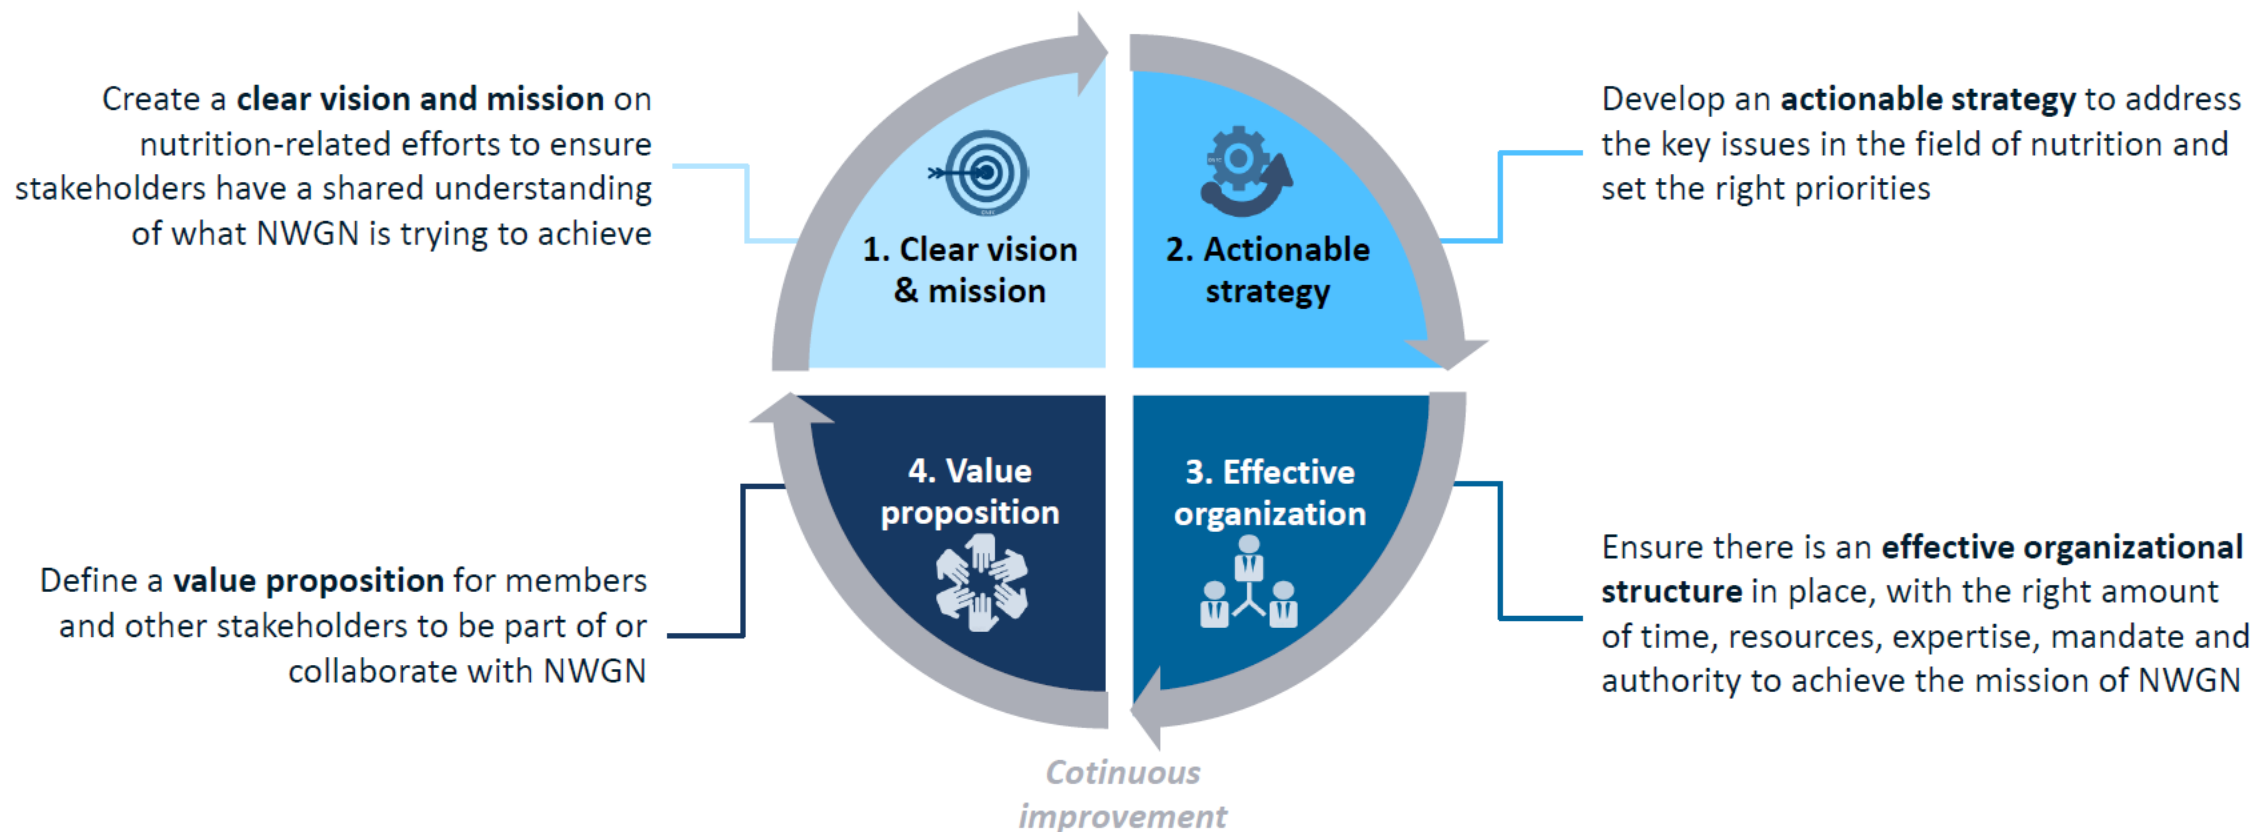 Create a clear vision and mission on
nutrition-related efforts to ensure
stakeholders have a shared understanding
of what NWGN is trying to achieve
1. Clear vision
& mission
2. Actionable
strategy
Develop an actionable strategy to address
the key issues in the field of nutrition and
set the right priorities
4. Value
proposition
3. Effective
organization
Define a value proposition for members
and other stakeholders to be part of or
collaborate with NWGN
Ensure there is an effective organizational
structure in place, with the right amount
of time, resources, expertise, mandate and
authority to achieve the mission of NWGN
Cotinuous
improvement